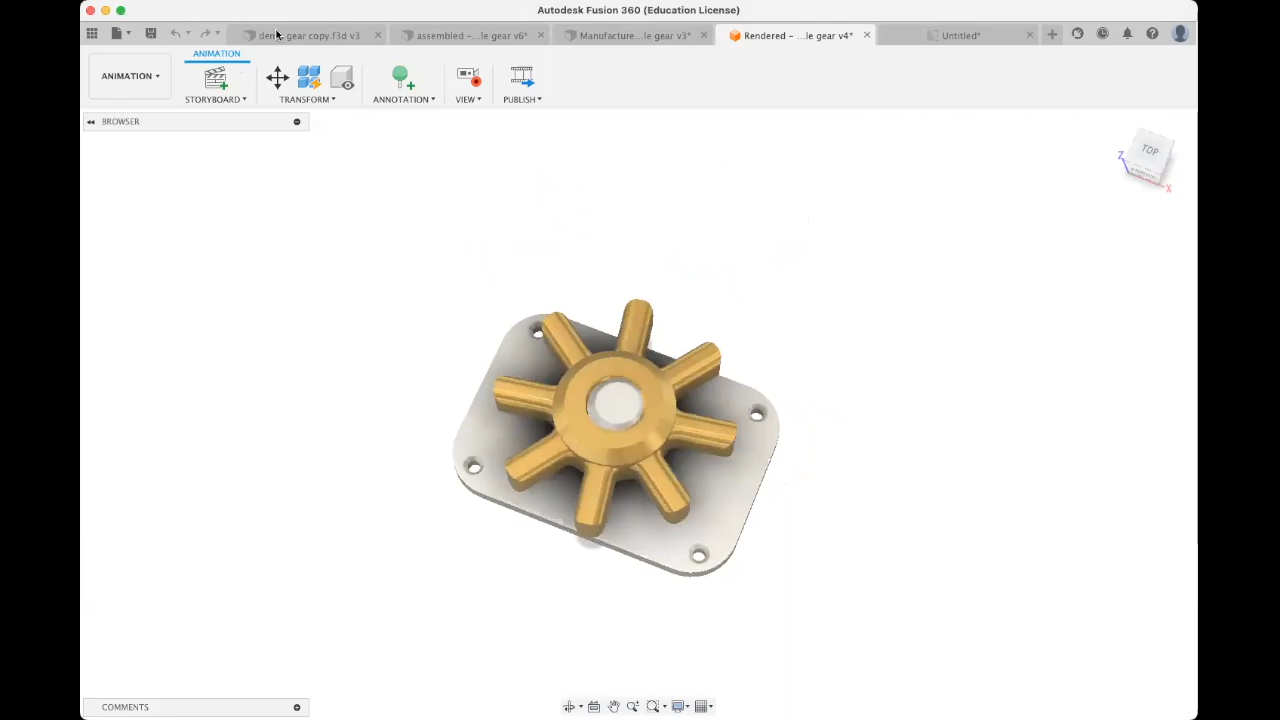 Autodesk Fusion 360 (Education License)
gear copy.f3d v3
assembled –...le gear v6*
Manufacture...le gear v3*
Rendered – ...le gear v4*
Untitled*
ANIMATION
ANIMATION
STORYBOARD
TRANSFORM
ANNOTATION
VIEW
PUBLISH
BROWSER
TOP
Z
X
COMMENTS